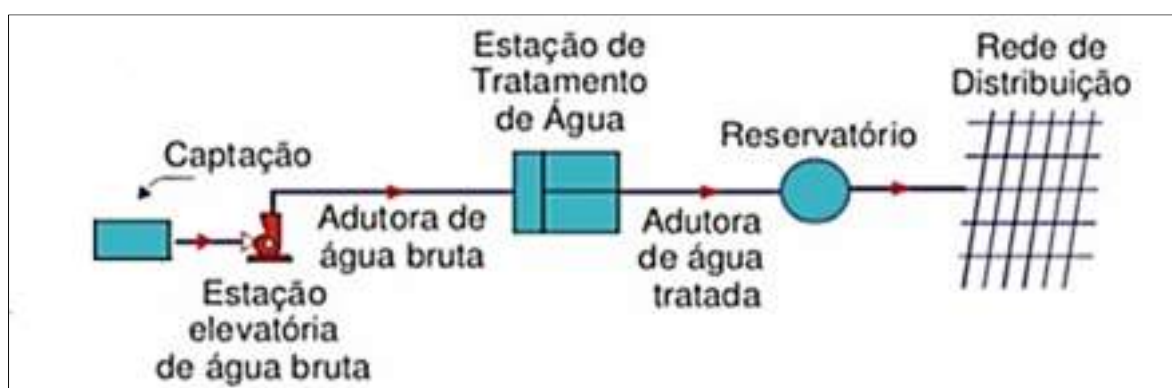 Captação
Estação
elevatória
de água bruta
Adutora de
água bruta
Estação de
Tratamento
de Água
Adutora
de água
tratada
Reservatório
Rede de
Distribuição